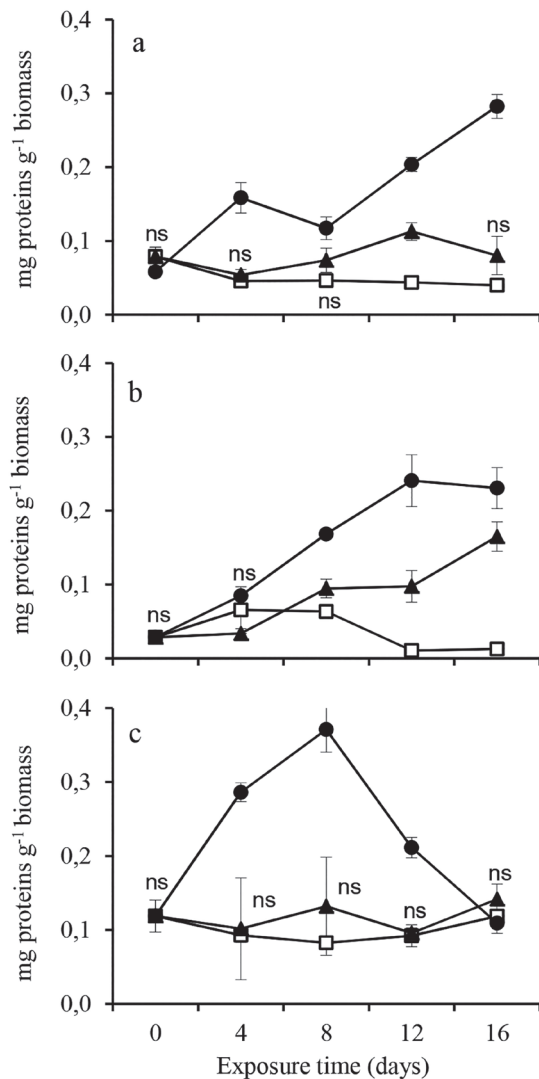 0,4
a
0,3
mg proteins g-1 biomass
0,2
ns
ns
ns
0,1
ns
0,0
0,4
b
0,3
mg proteins g-1 biomass
0,2
ns
0,1
ns
0,0
0,4
c
0,3
mg proteins g-1 biomass
0,2
ns
ns
ns
ns
ns
0,1
0,0
0 4 8 12 16
Exposure time (days)